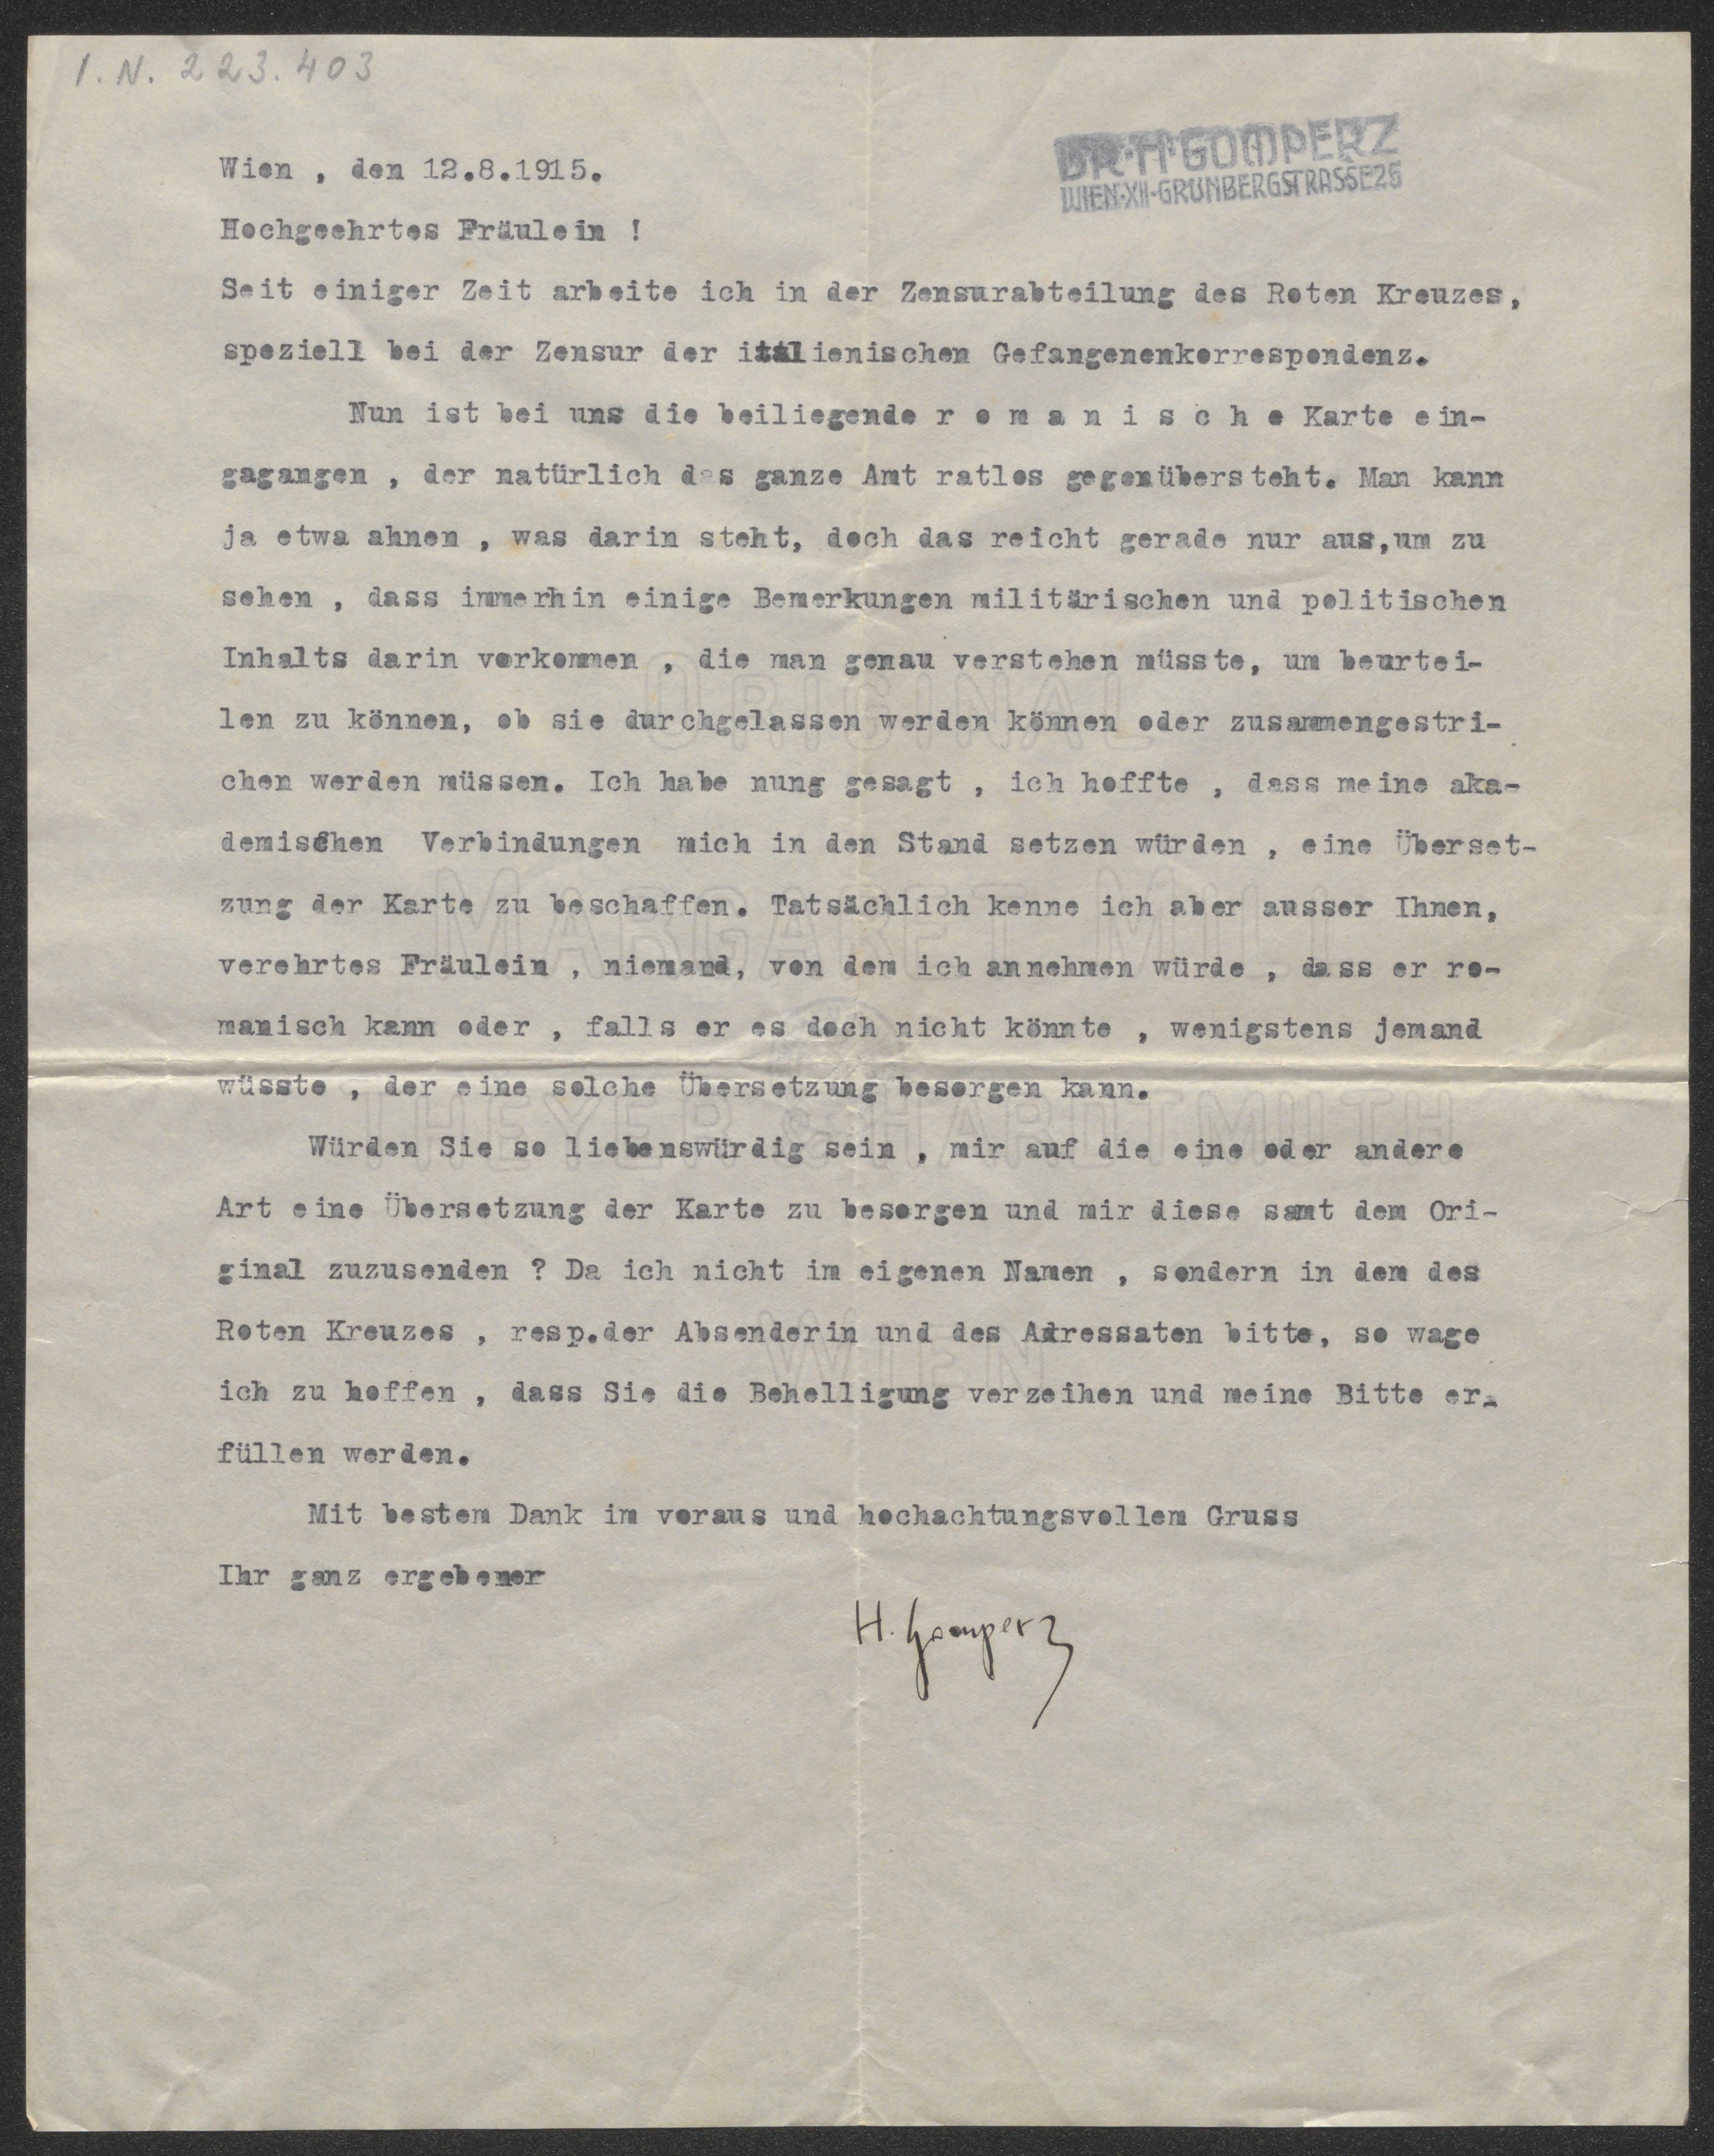 I.N. 223.403
DR·H·GOMPERZ
WIEN·XII·GRÜNBERGSTRASSE25
Wien , den 12.8.1915.
Hochgeehrtes Fräulein !
Seit einiger Zeit arbeite ich in der Zensurabteilung des Roten Kreuzes,
speziell bei der Zensur der italienischen Gefangenenkorrespondenz.
Nun ist bei uns die beiliegende r o m a n i s c h e Karte ein-
gagangen , der natürlich das ganze Amt ratlos gegenübersteht. Man kann
ja etwa ahnen , was darin steht, doch das reicht gerade nur aus,um zu
sehen , dass immerhin einige Bemerkungen militärischen und politischen
Inhalts darin vorkommen , die man genau verstehen müsste, um beurtei-
len zu können, ob sie durchgelassen werden können oder zusammengestri-
chen werden müssen. Ich habe nung gesagt , ich hoffte , dass meine aka-
demischen Verbindungen mich in den Stand setzen würden , eine Überset-
zung der Karte zu beschaffen. Tatsächlich kenne ich aber ausser Ihnen,
verehrtes Fräulein , niemand, von dem ich annehmen würde , dass er ro-
manisch kann oder , falls er es doch nicht könnte , wenigstens jemand
wüsste , der eine solche Übersetzung besorgen kann.
Würden Sie so liebenswürdig sein , mir auf die eine oder andere
Art eine Übersetzung der Karte zu besorgen und mir diese samt dem Ori-
ginal zuzusenden ? Da ich nicht im eigenen Namen , sondern in dem des
Roten Kreuzes , resp.der Absenderin und des Adressaten bitte, so wage
ich zu hoffen , dass Sie die Behelligung verzeihen und meine Bitte er-
füllen werden.
Mit bestem Dank im voraus und hochachtungsvollem Gruss
Ihr ganz ergebener
H. Gomperz
ORIGINAL
MARGARET MILL
HEYER & HARDTMUTH
WIEN